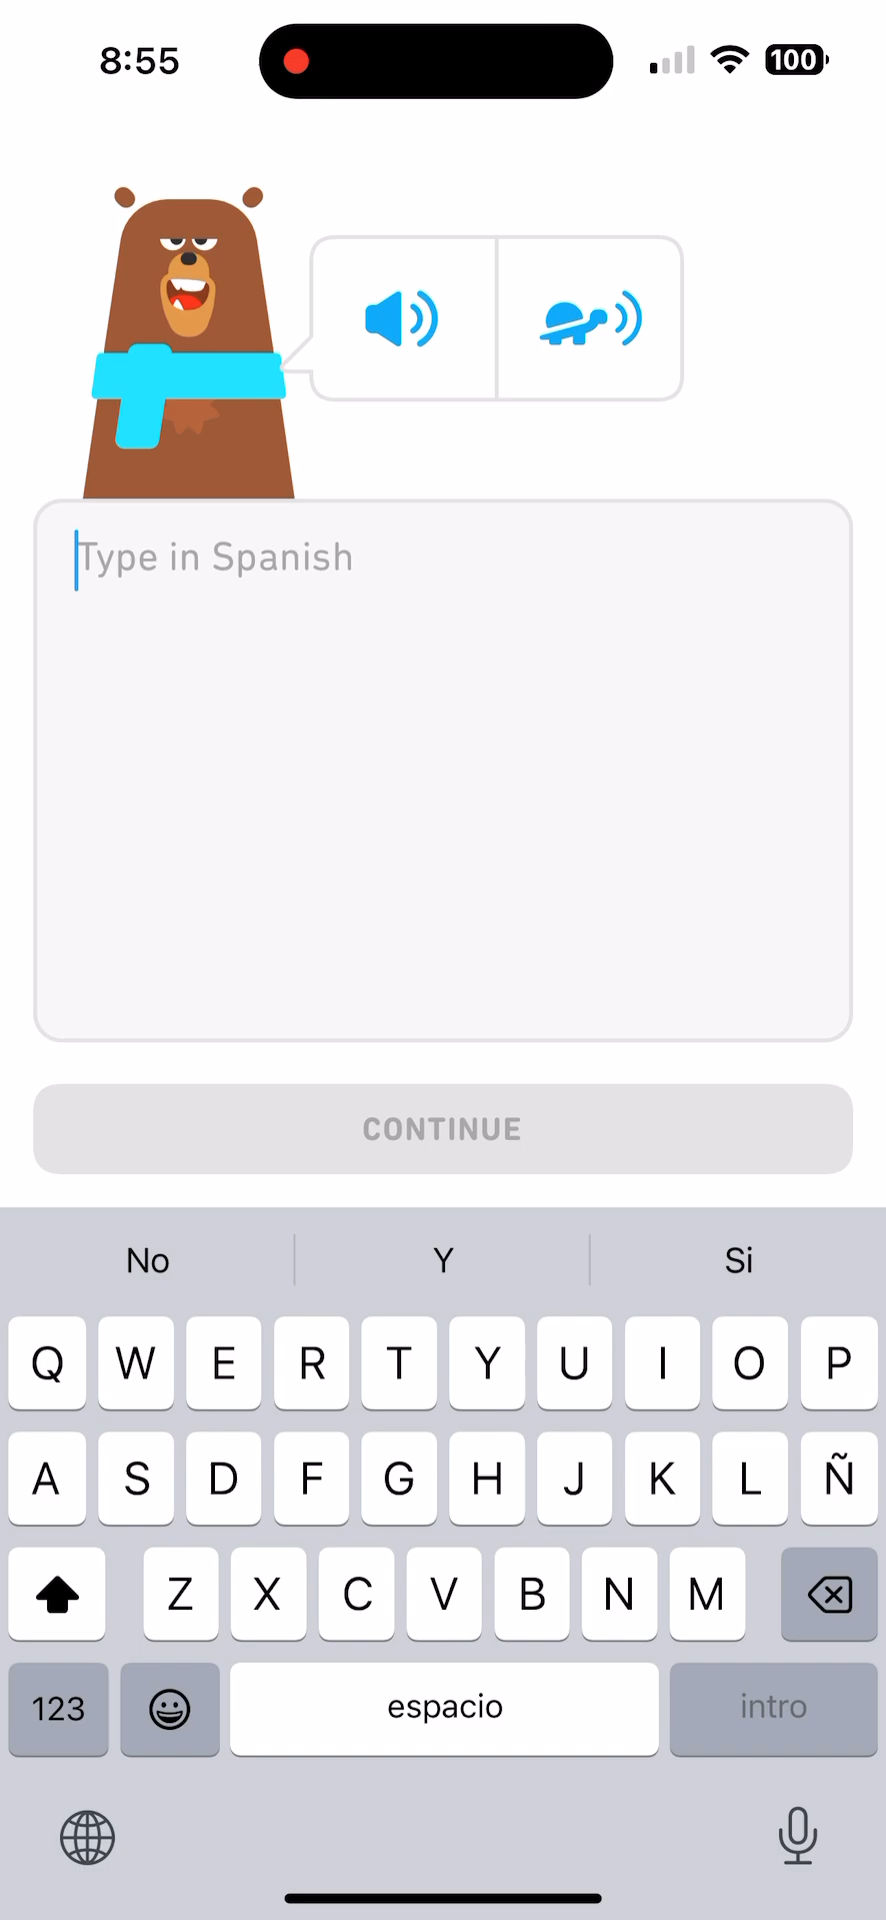 8:55
100
Type in Spanish
CONTINUE
No Y Si
Q W E R T Y U I O P
A S D F G H J K L Ñ
Z X C V B N M
123 espacio intro